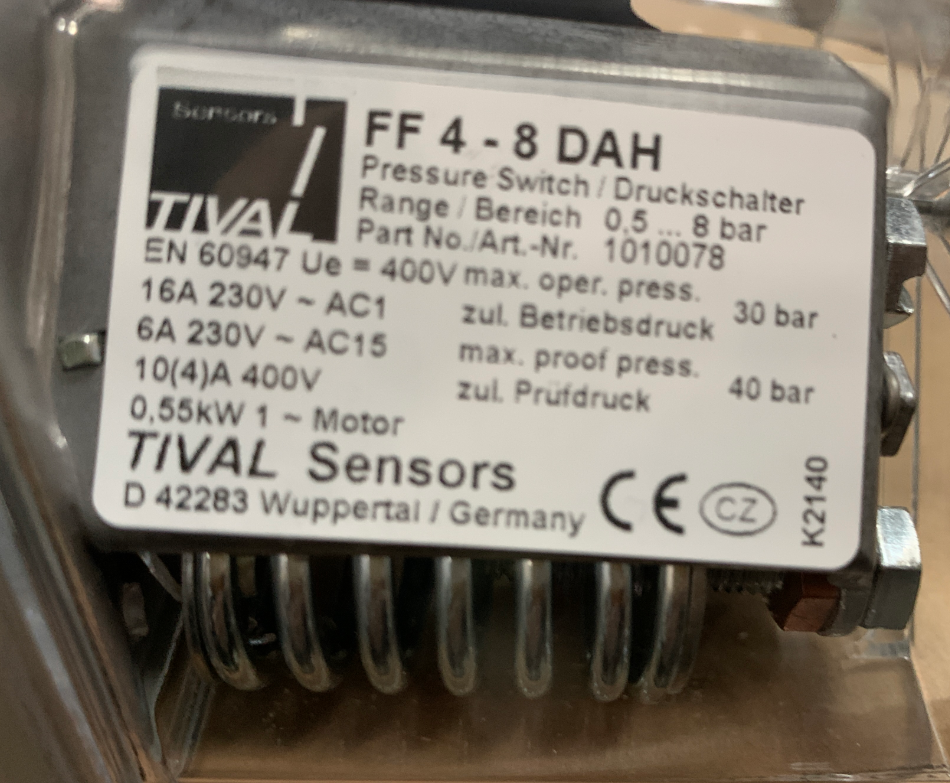 Sensors
TIVAL
FF 4 - 8 DAH
Pressure Switch / Druckschalter
Range / Bereich 0,5 ... 8 bar
Part No./Art.-Nr. 1010078
EN 60947 Ue = 400V
16A 230V ~ AC1
6A 230V ~ AC15
10(4)A 400V
0,55kW 1 ~ Motor
max. oper. press.
zul. Betriebsdruck 30 bar
max. proof press.
zul. Prüfdruck 40 bar
TIVAL Sensors
D 42283 Wuppertal / Germany
CE
CZ
K2140